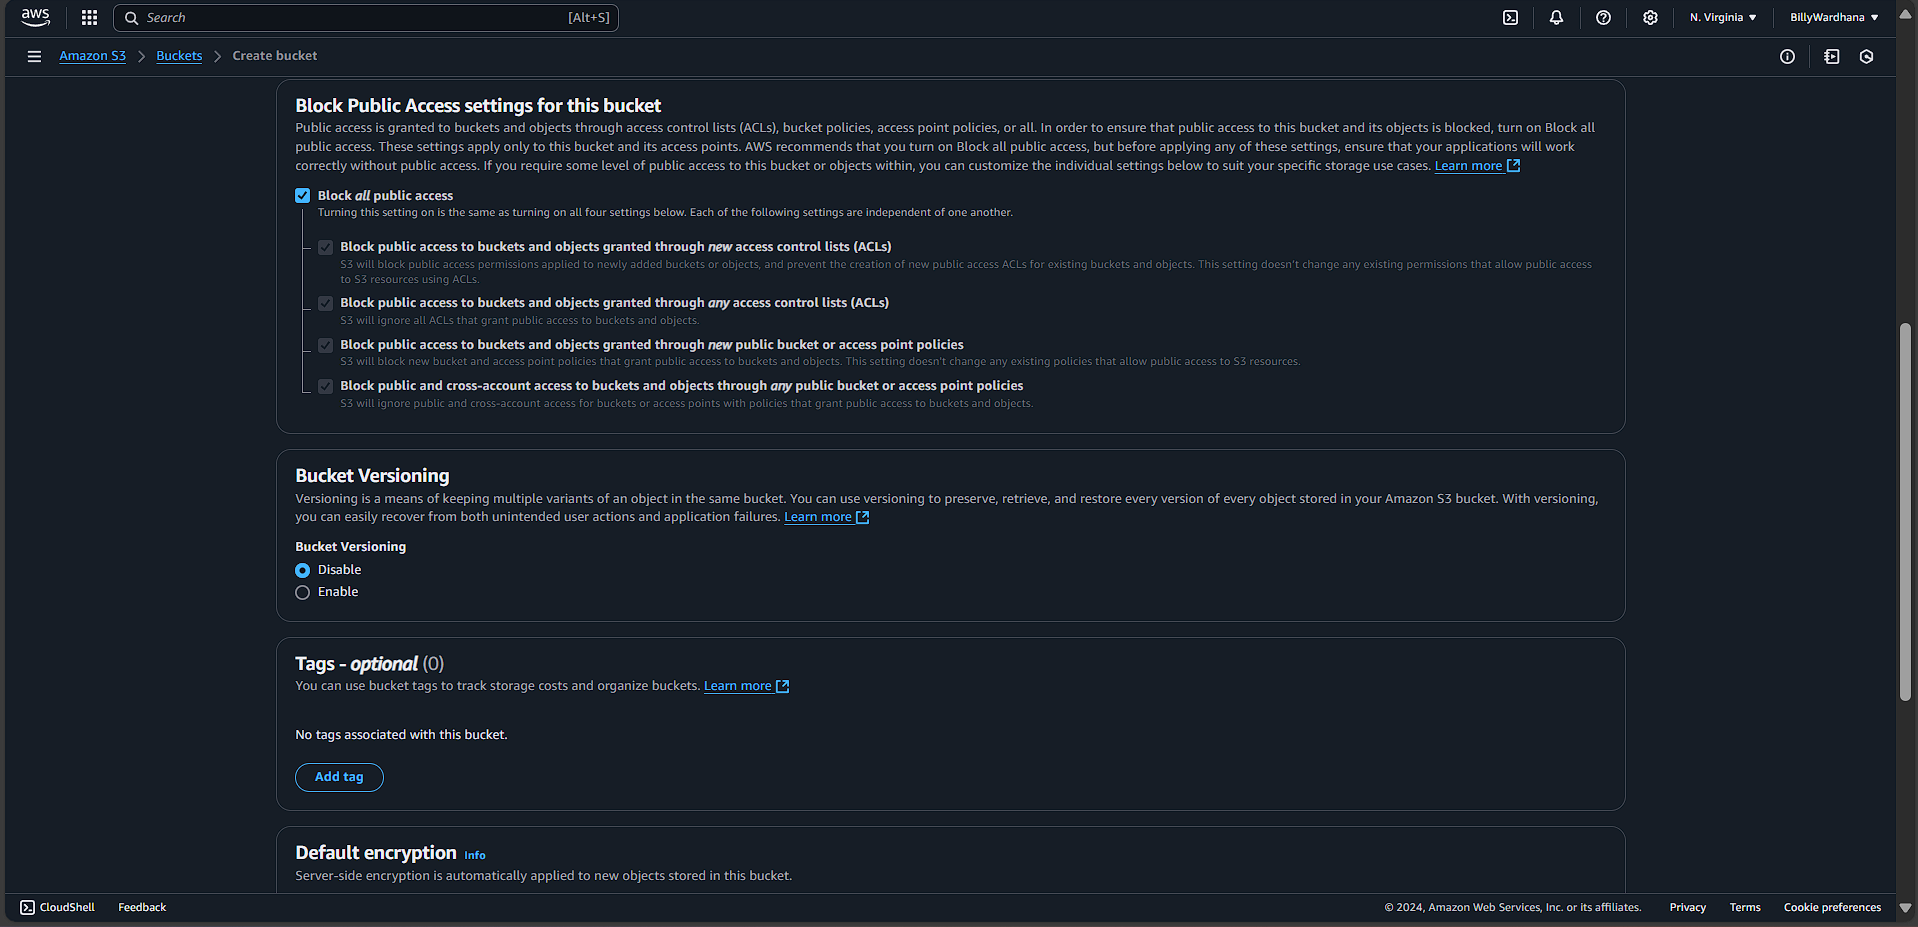 aws
Search [Alt+S]
N. Virginia
BillyWardhana
Amazon S3
Buckets
Create bucket
Block Public Access settings for this bucket
Public access is granted to buckets and objects through access control lists (ACLs), bucket policies, access point policies, or all. In order to ensure that public access to this bucket and its objects is blocked, turn on Block all
public access. These settings apply only to this bucket and its access points. AWS recommends that you turn on Block all public access, but before applying any of these settings, ensure that your applications will work
correctly without public access. If you require some level of public access to this bucket or objects within, you can customize the individual settings below to suit your specific storage use cases. Learn more
Block all public access
Turning this setting on is the same as turning on all four settings below. Each of the following settings are independent of one another.
Block public access to buckets and objects granted through new access control lists (ACLs)
S3 will block public access permissions applied to newly added buckets or objects, and prevent the creation of new public access ACLs for existing buckets and objects. This setting doesn't change any existing permissions that allow public access
to S3 resources using ACLs.
Block public access to buckets and objects granted through any access control lists (ACLs)
S3 will ignore all ACLs that grant public access to buckets and objects.
Block public access to buckets and objects granted through new public bucket or access point policies
S3 will block new bucket and access point policies that grant public access to buckets and objects. This setting doesn't change any existing policies that allow public access to S3 resources.
Block public and cross-account access to buckets and objects through any public bucket or access point policies
S3 will ignore public and cross-account access for buckets or access points with policies that grant public access to buckets and objects.
Bucket Versioning
Versioning is a means of keeping multiple variants of an object in the same bucket. You can use versioning to preserve, retrieve, and restore every version of every object stored in your Amazon S3 bucket. With versioning,
you can easily recover from both unintended user actions and application failures. Learn more
Bucket Versioning
Disable
Enable
Tags - optional (0)
You can use bucket tags to track storage costs and organize buckets. Learn more
No tags associated with this bucket.
Add tag
Default encryption Info
Server-side encryption is automatically applied to new objects stored in this bucket.
CloudShell
Feedback
© 2024, Amazon Web Services, Inc. or its affiliates.
Privacy
Terms
Cookie preferences